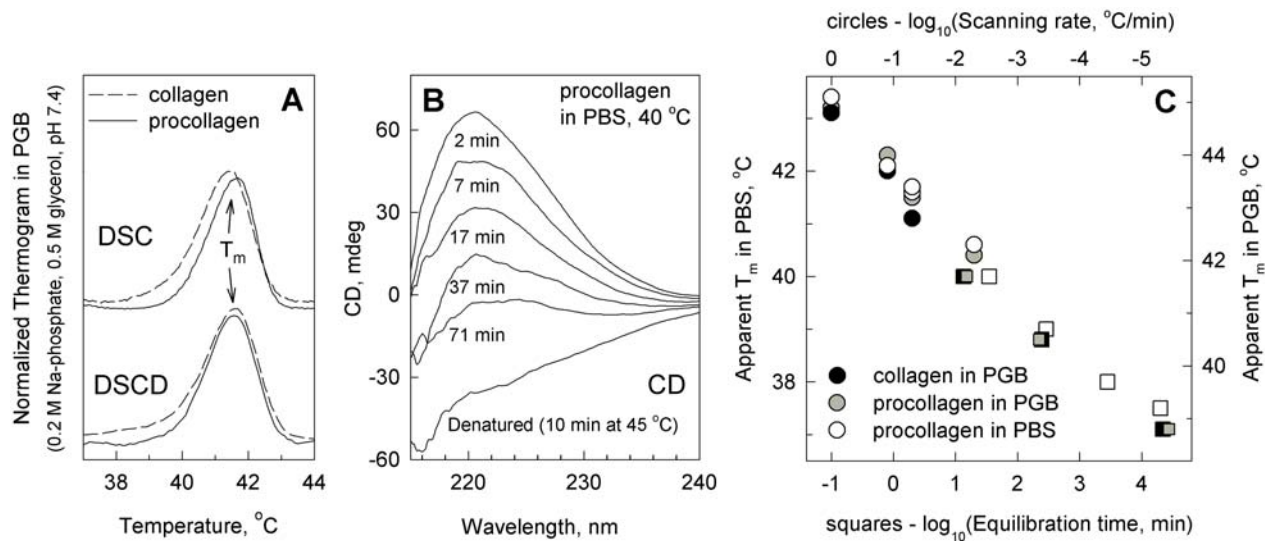 A
collagen
procollagen
DSC
Tm
DSCD
Normalized Thermogram in PGB
(0.2 M Na-phosphate, 0.5 M glycerol, pH 7.4)
38 40 42 44
Temperature, °C
B
procollagen
in PBS, 40 °C
2 min
7 min
17 min
37 min
71 min
CD
Denatured (10 min at 45 °C)
60
30
0
-30
-60
CD, mdeg
220 230 240
Wavelength, nm
circles - log10(Scanning rate, °C/min)
0 -1 -2 -3 -4 -5
C
42
40
38
Apparent Tm in PBS, °C
44
42
40
Apparent Tm in PGB, °C
collagen in PGB
procollagen in PGB
procollagen in PBS
-1 0 1 2 3 4
squares - log10(Equilibration time, min)